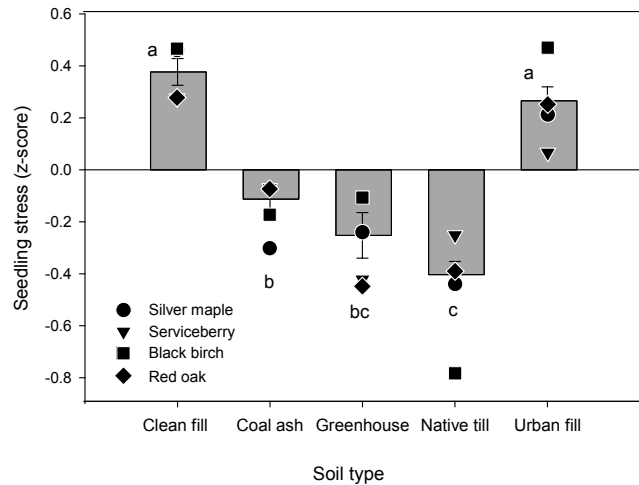 0.6
0.4
0.2
0.0
-0.2
-0.4
-0.6
-0.8
Seedling stress (z-score)
a
b
bc
c
a
Silver maple
Serviceberry
Black birch
Red oak
Clean fill Coal ash Greenhouse Native till Urban fill
Soil type